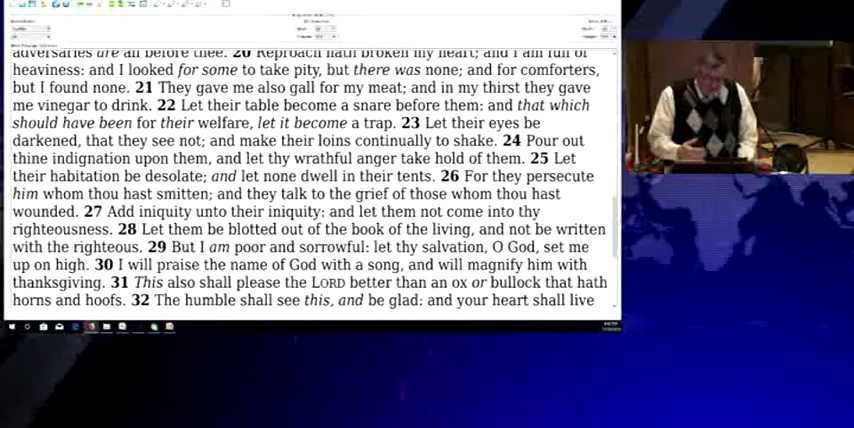 adversaries are all before thee. 20 Reproach hath broken my heart; and I am full of
heaviness: and I looked for some to take pity, but there was none; and for comforters,
but I found none. 21 They gave me also gall for my meat; and in my thirst they gave
me vinegar to drink. 22 Let their table become a snare before them: and that which
should have been for their welfare, let it become a trap. 23 Let their eyes be
darkened, that they see not; and make their loins continually to shake. 24 Pour out
thine indignation upon them, and let thy wrathful anger take hold of them. 25 Let
their habitation be desolate; and let none dwell in their tents. 26 For they persecute
him whom thou hast smitten; and they talk to the grief of those whom thou hast
wounded. 27 Add iniquity unto their iniquity: and let them not come into thy
righteousness. 28 Let them be blotted out of the book of the living, and not be written
with the righteous. 29 But I am poor and sorrowful: let thy salvation, O God, set me
up on high. 30 I will praise the name of God with a song, and will magnify him with
thanksgiving. 31 This also shall please the LORD better than an ox or bullock that hath
horns and hoofs. 32 The humble shall see this, and be glad: and your heart shall live